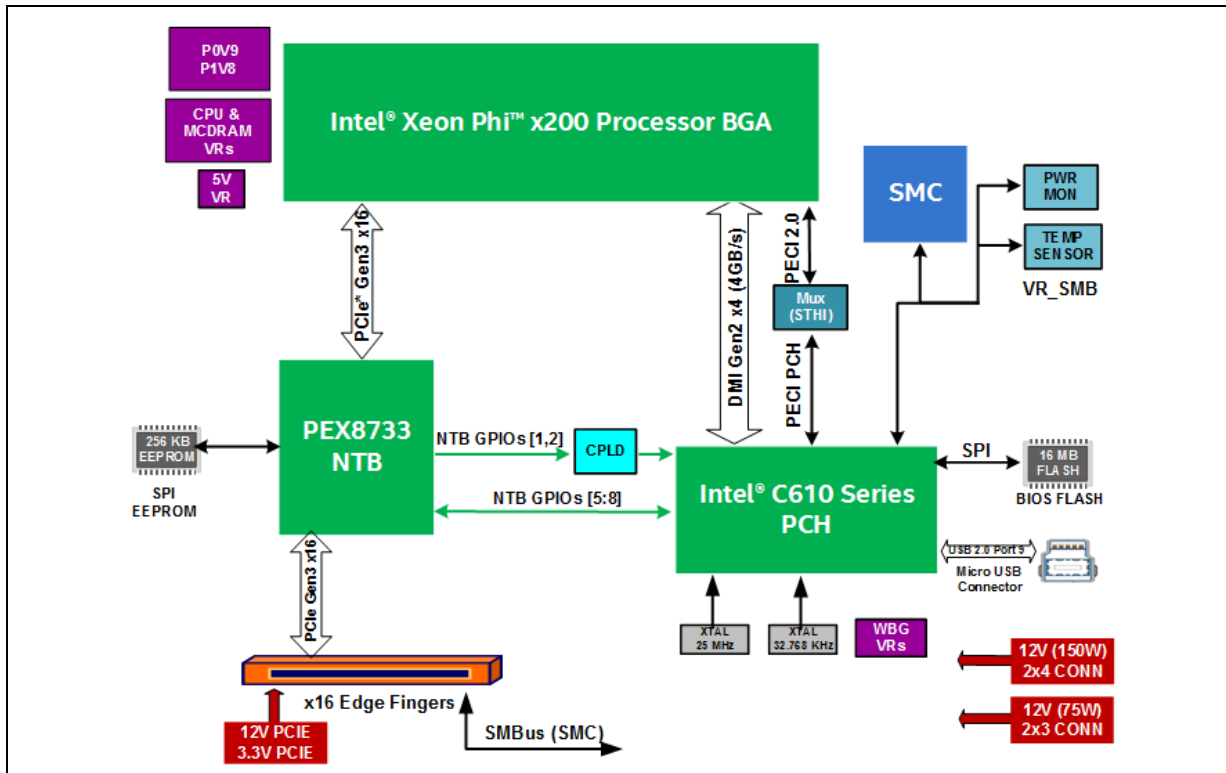 P0V9
P1V8
CPU &
MCDRAM
VRs
5V
VR
Intel® Xeon Phi™ x200 Processor BGA
SMC
PWR
MON
TEMP
SENSOR
VR_SMB
PCIe* Gen3 x16
DMI Gen2 x4 (4GB/s)
PECI 2.0
Mux
(STHI)
PECI PCH
256 KB
EEPROM
SPI
EEPROM
PEX8733
NTB
NTB GPIOs [1,2]
CPLD
NTB GPIOs [5:8]
Intel® C610 Series
PCH
SPI
16 MB
FLASH
BIOS FLASH
USB 2.0 Port 9
Micro USB
Connector
PCIe Gen3 x16
XTAL
25 MHz
XTAL
32.768 KHz
WBG
VRs
12V (150W)
2x4 CONN
12V (75W)
2x3 CONN
x16 Edge Fingers
12V PCIE
3.3V PCIE
SMBus (SMC)